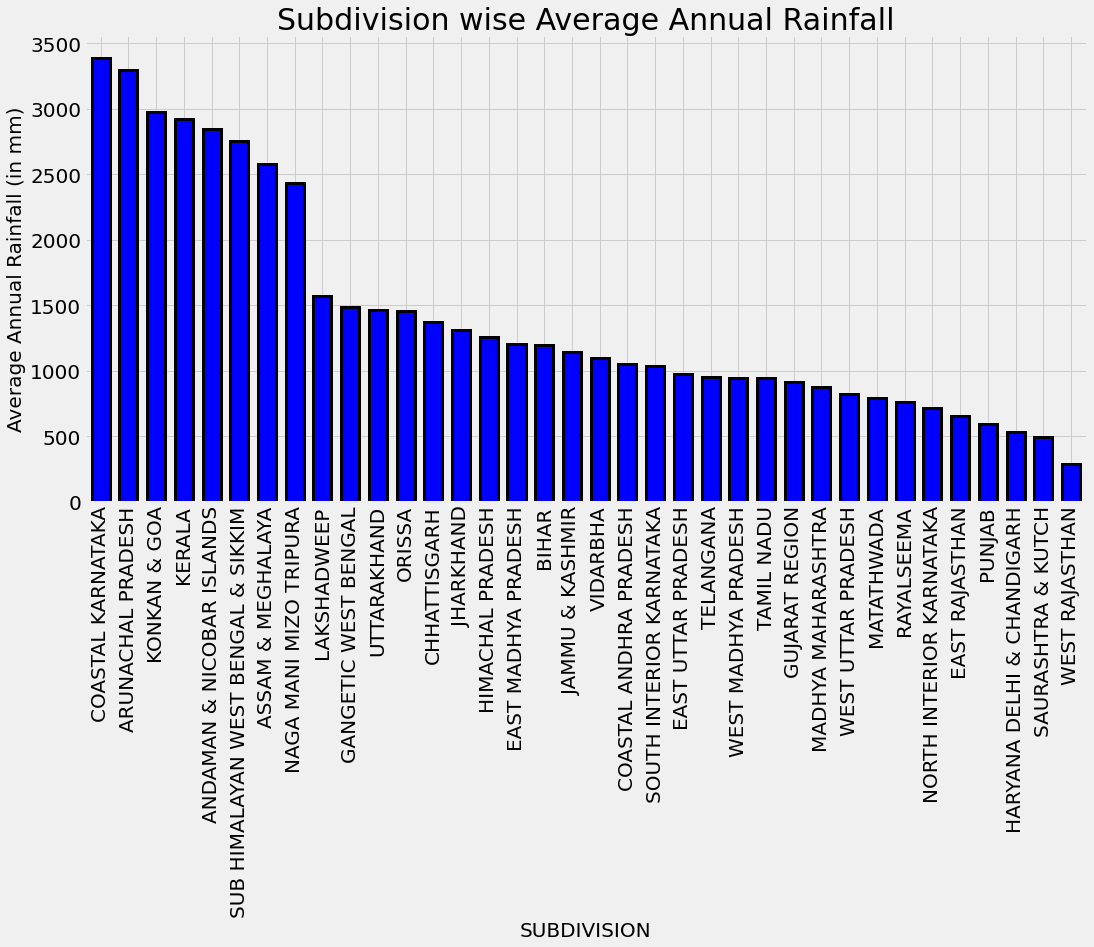 Subdivision wise Average Annual Rainfall
Average Annual Rainfall (in mm)
3500
3000
2500
2000
1500
1000
500
0
COASTAL KARNATAKA
ARUNACHAL PRADESH
KONKAN & GOA
KERALA
ANDAMAN & NICOBAR ISLANDS
SUB HIMALAYAN WEST BENGAL & SIKKIM
ASSAM & MEGHALAYA
NAGA MANI MIZO TRIPURA
LAKSHADWEEP
GANGETIC WEST BENGAL
UTTARAKHAND
ORISSA
CHHATTISGARH
JHARKHAND
HIMACHAL PRADESH
EAST MADHYA PRADESH
BIHAR
JAMMU & KASHMIR
VIDARBHA
COASTAL ANDHRA PRADESH
SOUTH INTERIOR KARNATAKA
EAST UTTAR PRADESH
TELANGANA
WEST MADHYA PRADESH
TAMIL NADU
GUJARAT REGION
MADHYA MAHARASHTRA
WEST UTTAR PRADESH
MATATHWADA
RAYALSEEMA
NORTH INTERIOR KARNATAKA
EAST RAJASTHAN
PUNJAB
HARYANA DELHI & CHANDIGARH
SAURASHTRA & KUTCH
WEST RAJASTHAN
SUBDIVISION